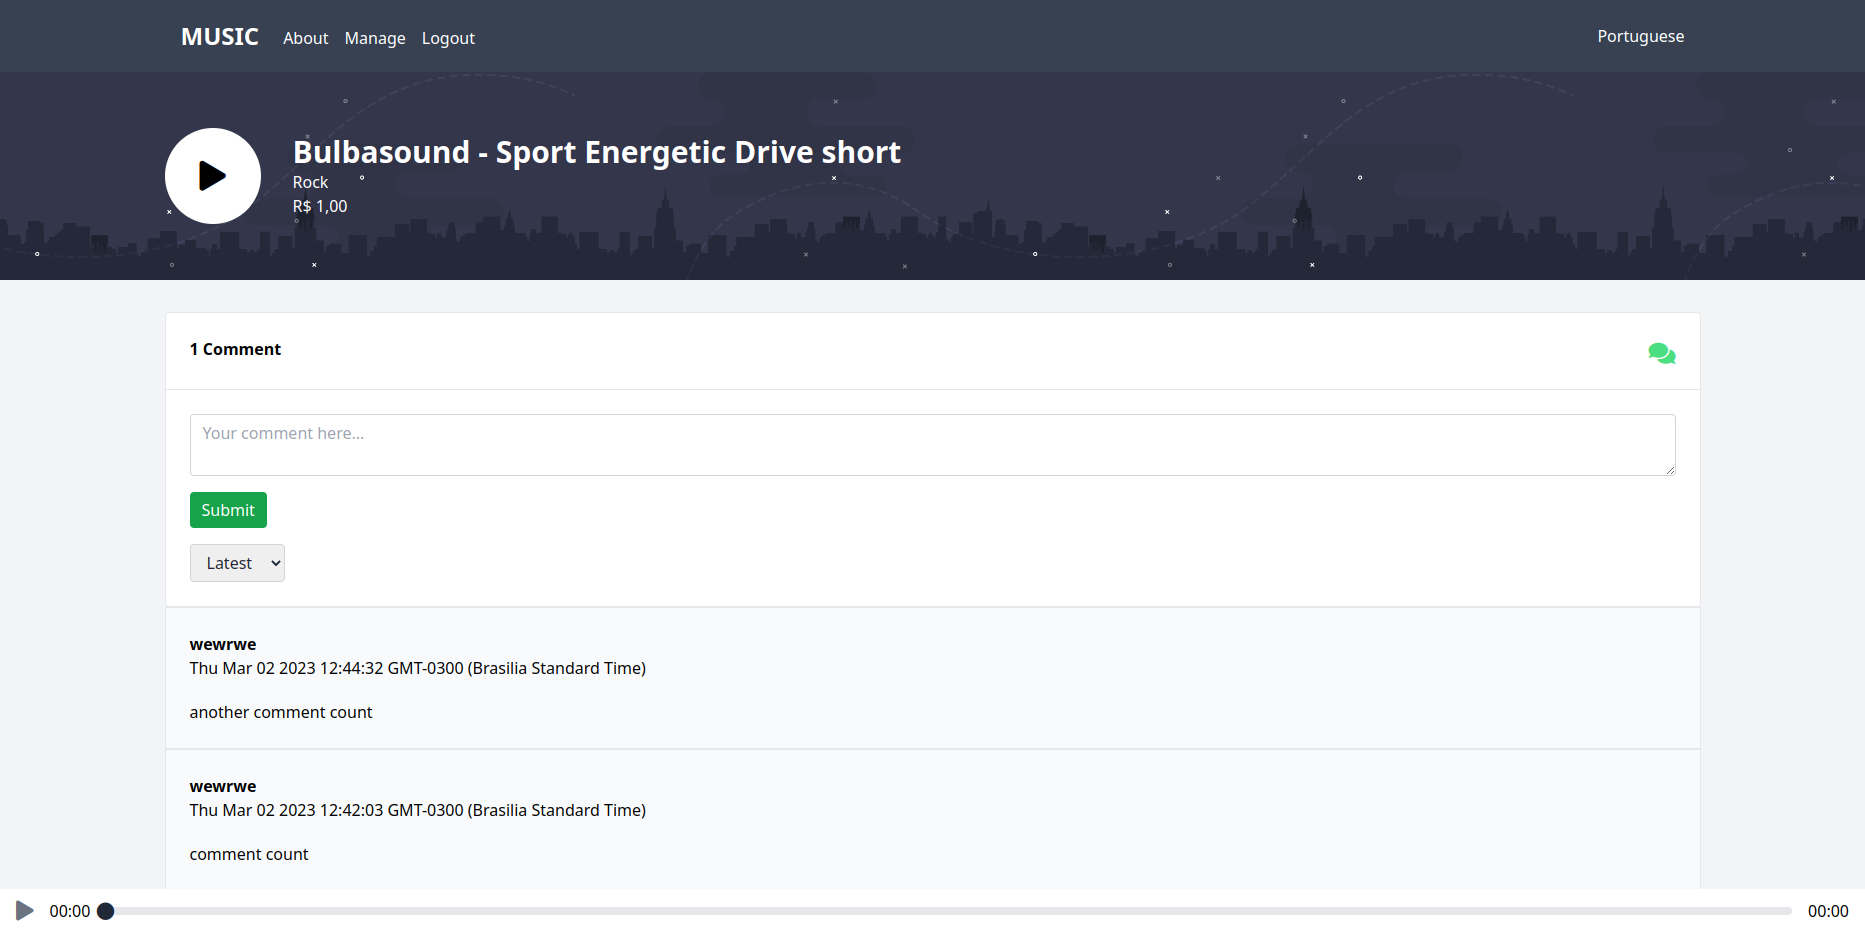 MUSIC About Manage Logout Portuguese
Bulbasound - Sport Energetic Drive short
Rock
R$ 1,00
1 Comment
Your comment here...
Submit
Latest
wewrwe
Thu Mar 02 2023 12:44:32 GMT-0300 (Brasilia Standard Time)
another comment count
wewrwe
Thu Mar 02 2023 12:42:03 GMT-0300 (Brasilia Standard Time)
comment count
00:00 00:00